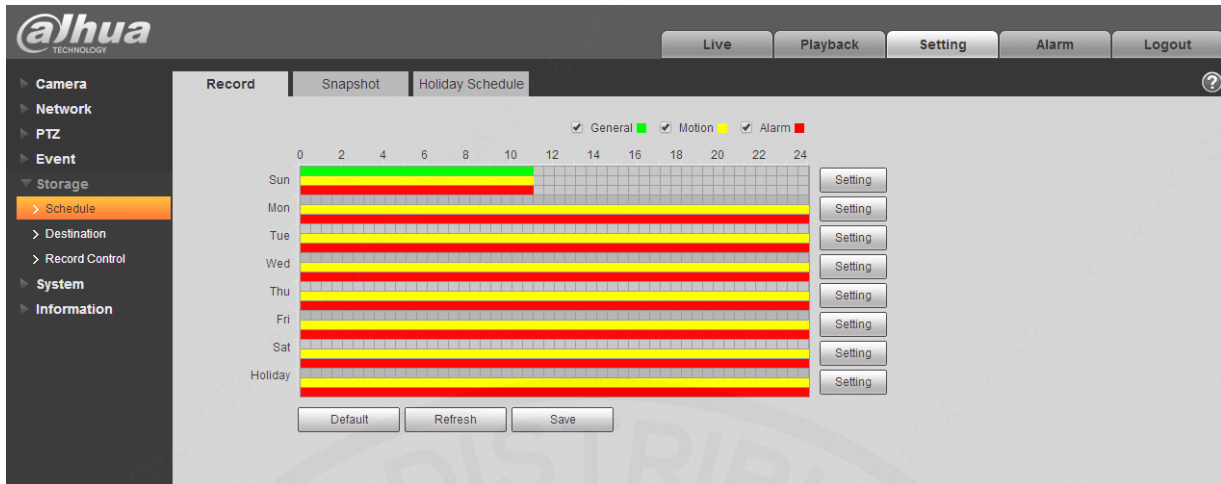 alhua
TECHNOLOGY
Live Playback Setting Alarm Logout
Camera
Network
PTZ
Event
Storage
Schedule
Destination
Record Control
System
Information
Record Snapshot Holiday Schedule
?
General Motion Alarm
0 2 4 6 8 10 12 14 16 18 20 22 24
Sun Setting
Mon Setting
Tue Setting
Wed Setting
Thu Setting
Fri Setting
Sat Setting
Holiday Setting
Default Refresh Save
DISTRIB